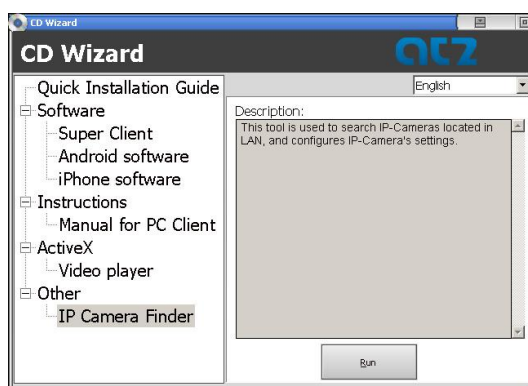 CD Wizard
CD Wizard
atz
Quick Installation Guide
Software
Super Client
Android software
iPhone software
Instructions
Manual for PC Client
ActiveX
Video player
Other
IP Camera Finder
English
Description:
This tool is used to search IP-Cameras located in
LAN, and configures IP-Camera's settings.
Run